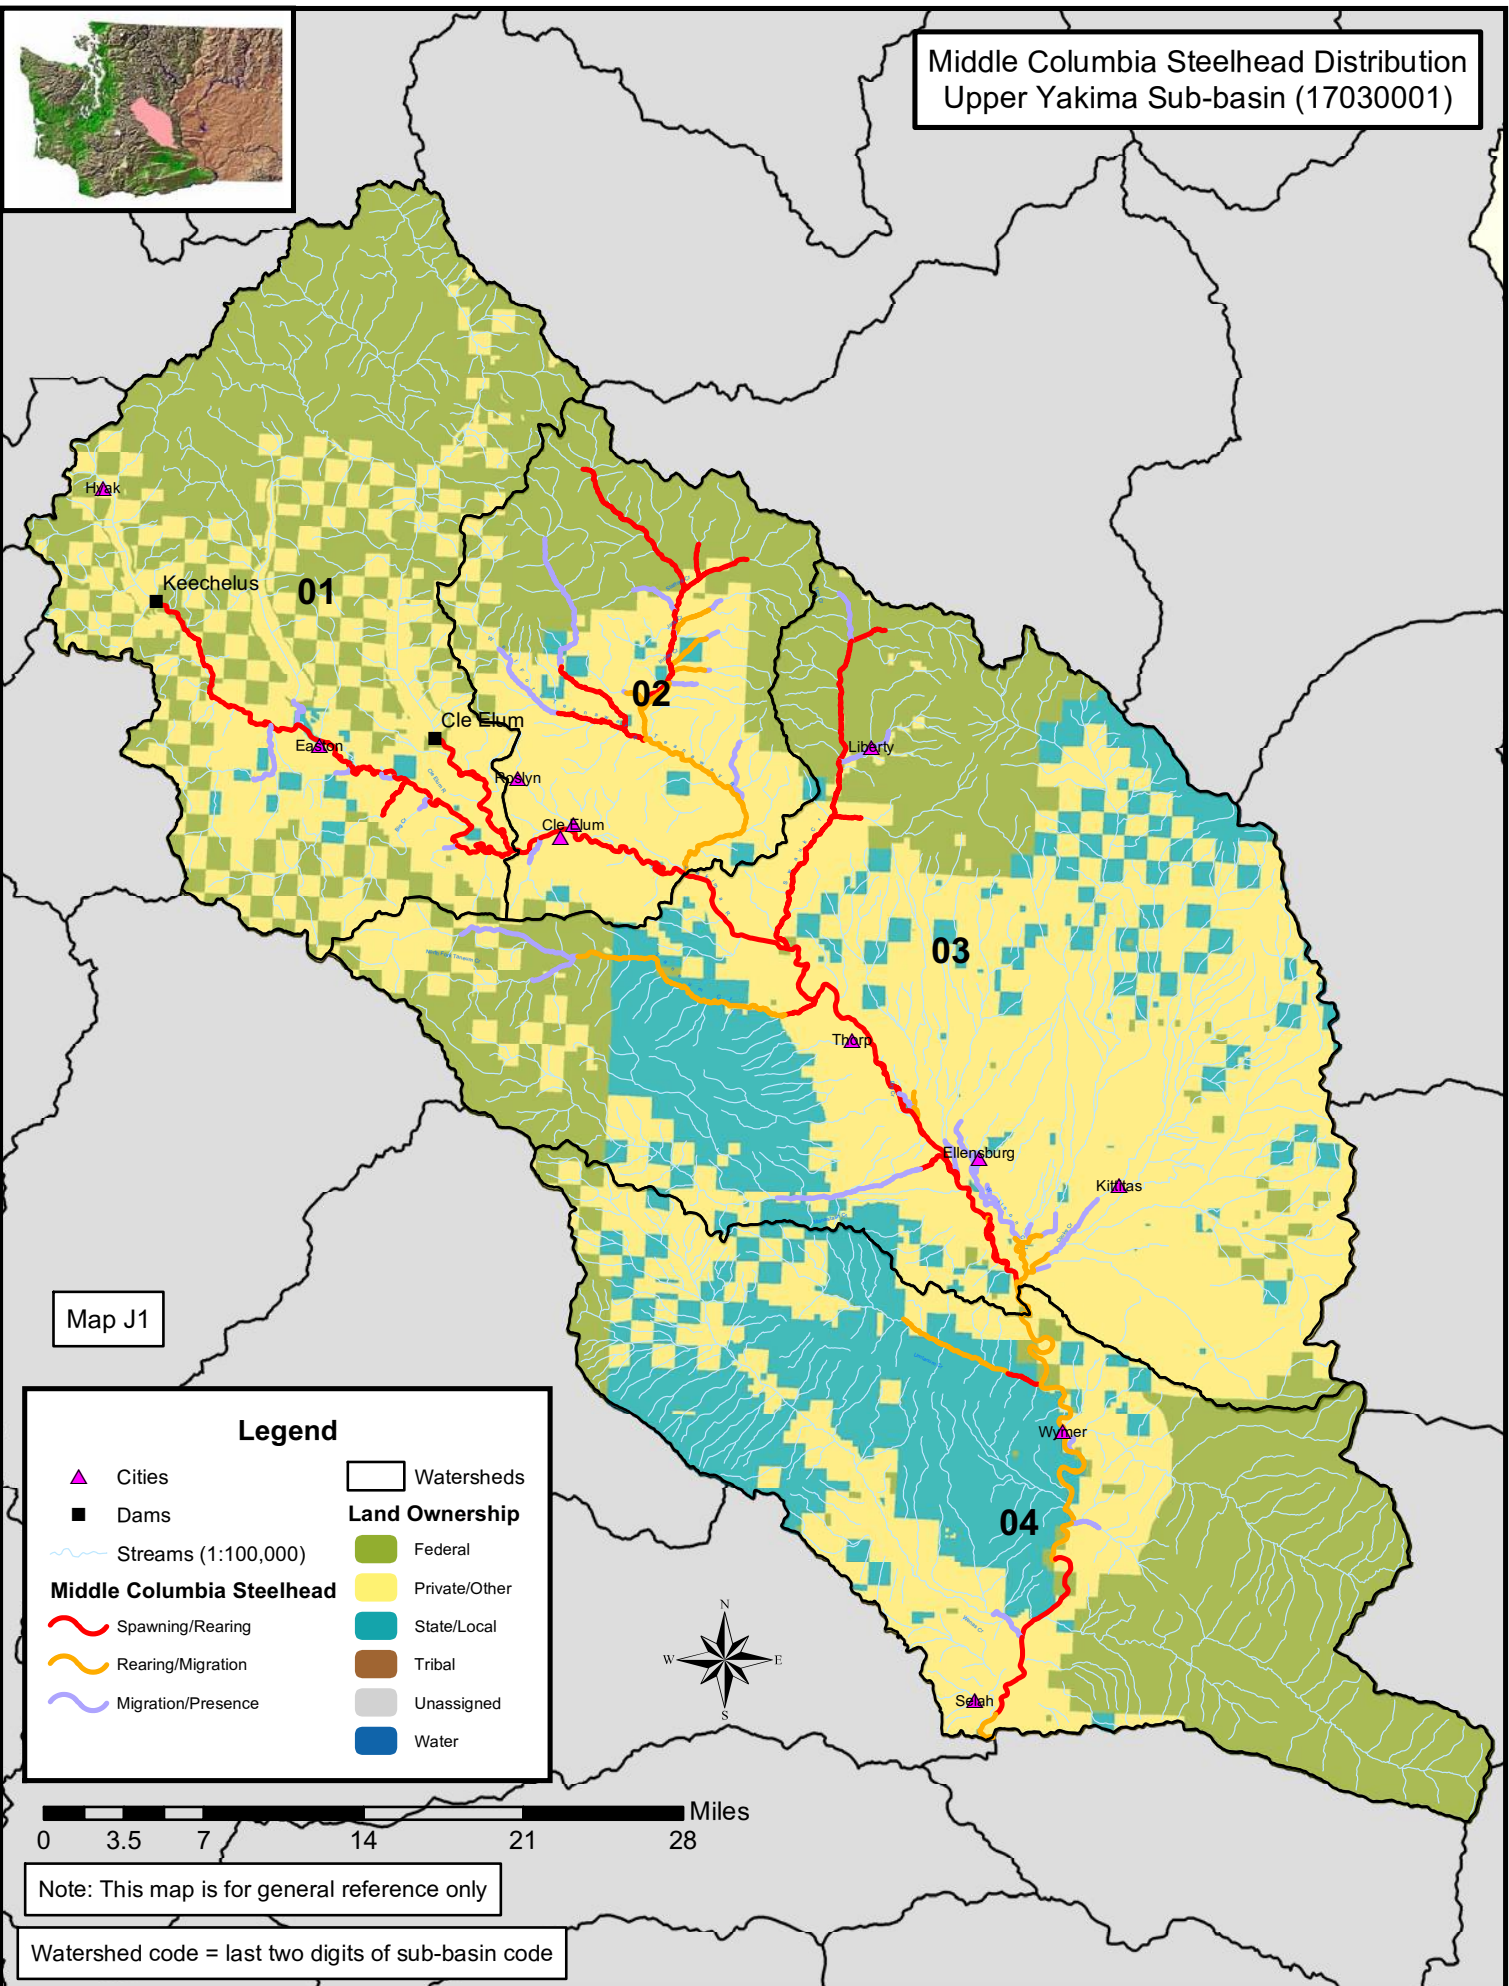 Middle Columbia Steelhead Distribution
Upper Yakima Sub-basin (17030001)
Hyak
Keechelus
01
Cle Elum
Easton
Roslyn
Cle Elum
02
Liberty
03
North Fork Taneum Cr
Thorp
Ellensburg
Kittitas
Map J1
Wymer
04
Selah
N
W
E
S
Legend
Cities
Dams
Streams (1:100,000)
Middle Columbia Steelhead
Spawning/Rearing
Rearing/Migration
Migration/Presence
Watersheds
Land Ownership
Federal
Private/Other
State/Local
Tribal
Unassigned
Water
Miles
0 3.5 7 14 21 28
Note: This map is for general reference only
Watershed code = last two digits of sub-basin code